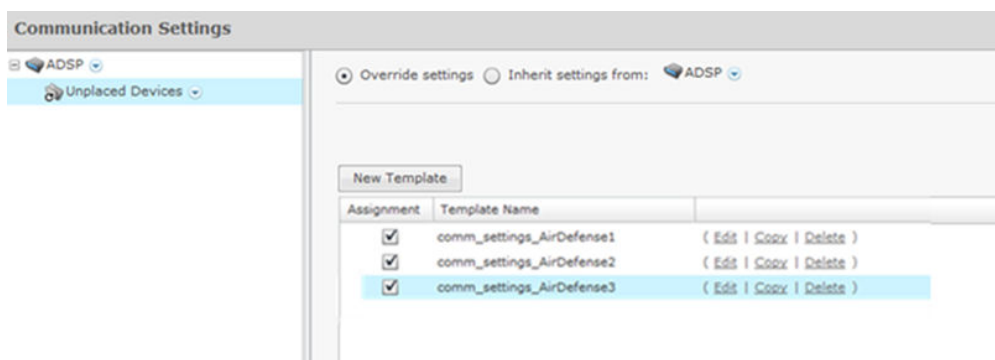 Communication Settings
ADSP
Unplaced Devices
Override settings Inherit settings from: ADSP
New Template
Assignment Template Name
comm_settings_AirDefense1 ( Edit | Copy | Delete )
comm_settings_AirDefense2 ( Edit | Copy | Delete )
comm_settings_AirDefense3 ( Edit | Copy | Delete )